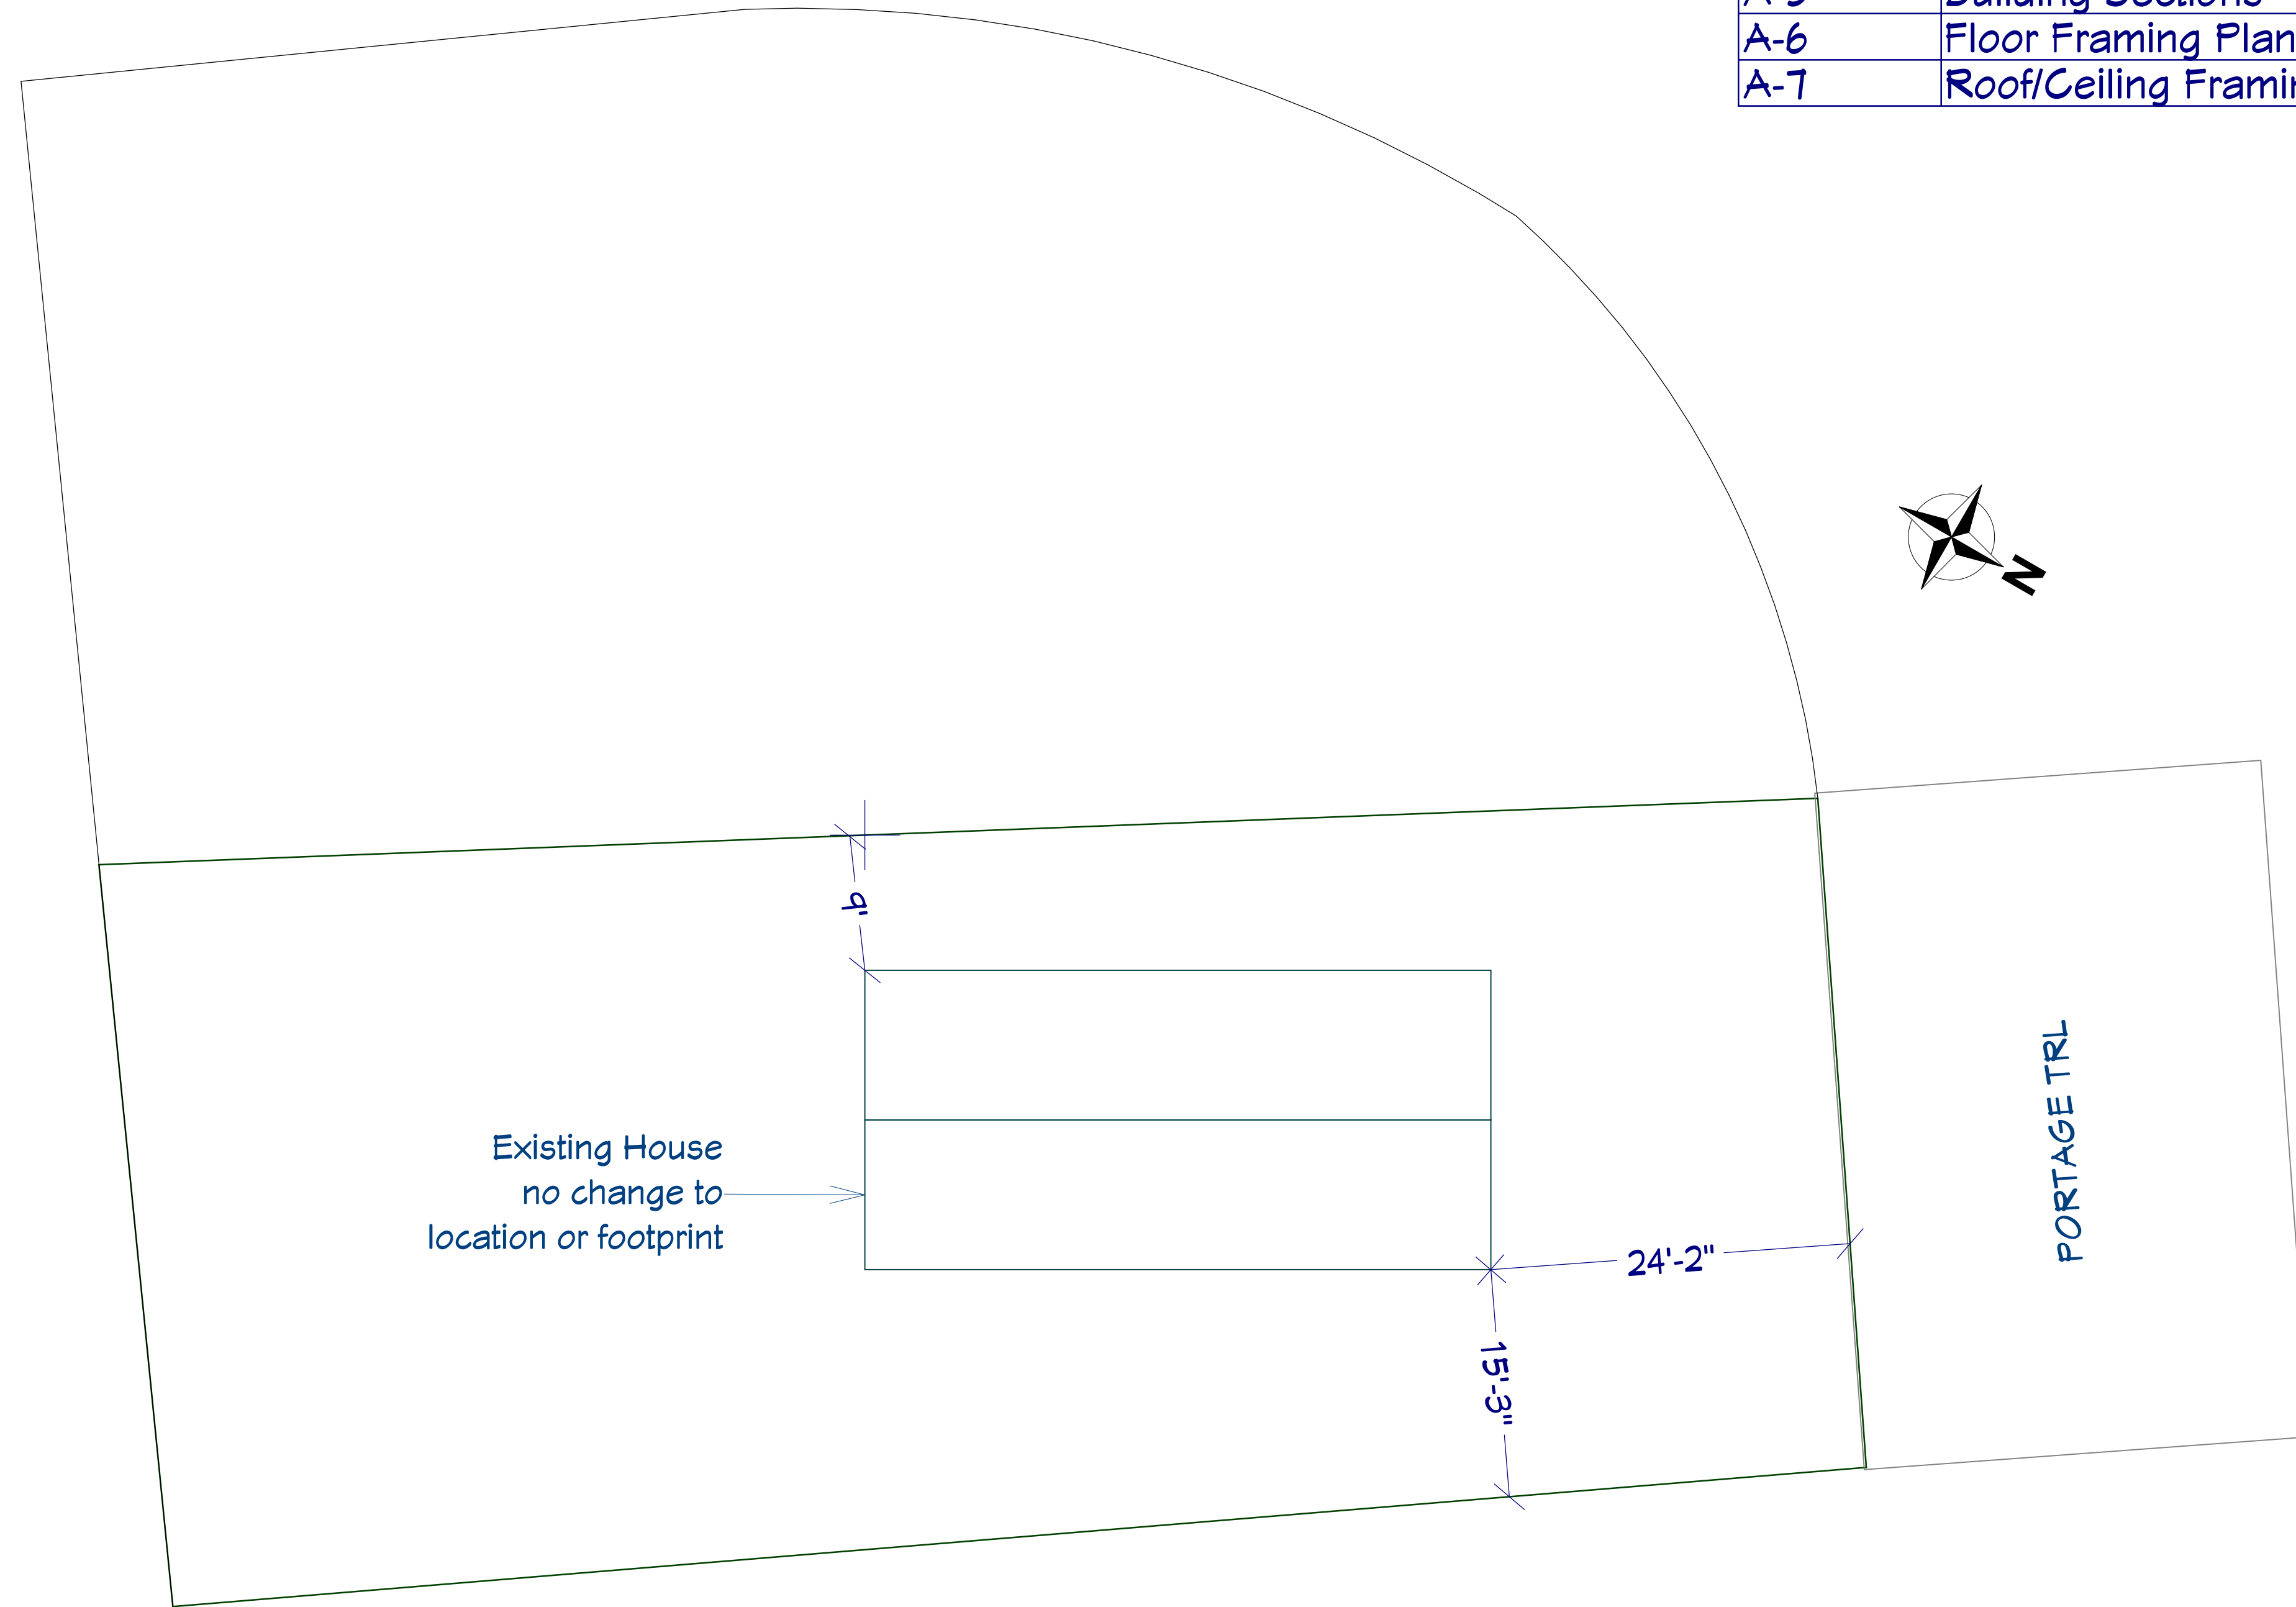 A-6 Floor Framing Plan
A-7 Roof/Ceiling Framin
N
9'
PORTAGE TRL
Existing House
no change to
location or footprint
24'-2"
15'-3"